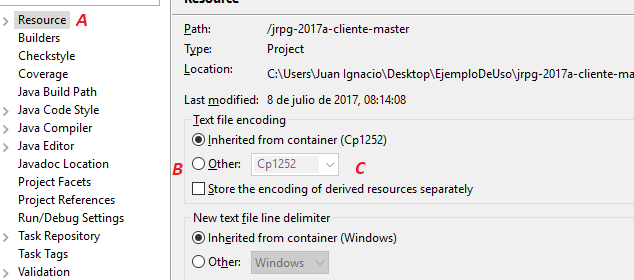 Resource
Resource A
Builders
Checkstyle
Coverage
Java Build Path
Java Code Style
Java Compiler
Java Editor
Javadoc Location
Project Facets
Project References
Run/Debug Settings
Task Repository
Task Tags
Validation
Path: /jrpg-2017a-cliente-master
Type: Project
Location: C:\Users\Juan Ignacio\Desktop\EjemploDeUso\jrpg-2017a-cliente-ma
Last modified: 8 de julio de 2017, 08:14:08
Text file encoding
Inherited from container (Cp1252)
B Other: Cp1252 C
Store the encoding of derived resources separately
New text file line delimiter
Inherited from container (Windows)
Other: Windows